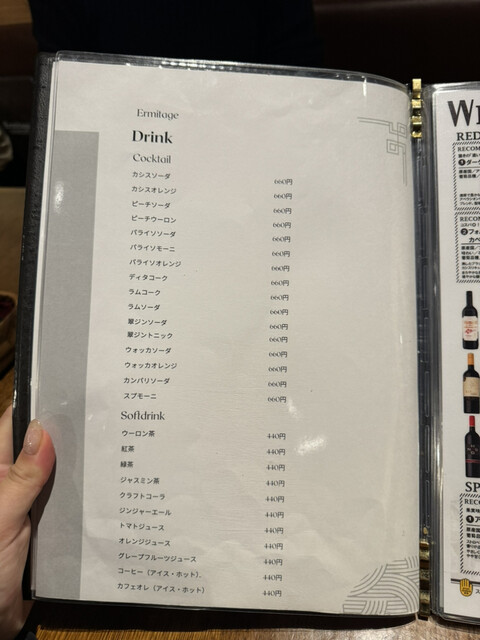 Ermitage
Drink
Cocktail
カシスソーダ 660円
カシスオレンジ 660円
ピーチソーダ 660円
ピーチウーロン 660円
パライソソーダ 660円
パライソモーニ 660円
パライソオレンジ 660円
ディタコーク 660円
ラムコーク 660円
ラムソーダ 660円
翠ジンソーダ 660円
翠ジントニック 660円
ウォッカソーダ 660円
ウォッカオレンジ 660円
カンパリソーダ 660円
スプモーニ 660円
Softdrink
ウーロン茶 440円
紅茶 440円
緑茶 440円
ジャスミン茶 440円
クラフトコーラ 440円
ジンジャーエール 440円
トマトジュース 440円
オレンジジュース 440円
グレープフルーツジュース 440円
コーヒー（アイス・ホット）. 440円
カフェオレ（アイス・ホット） 440円
RED